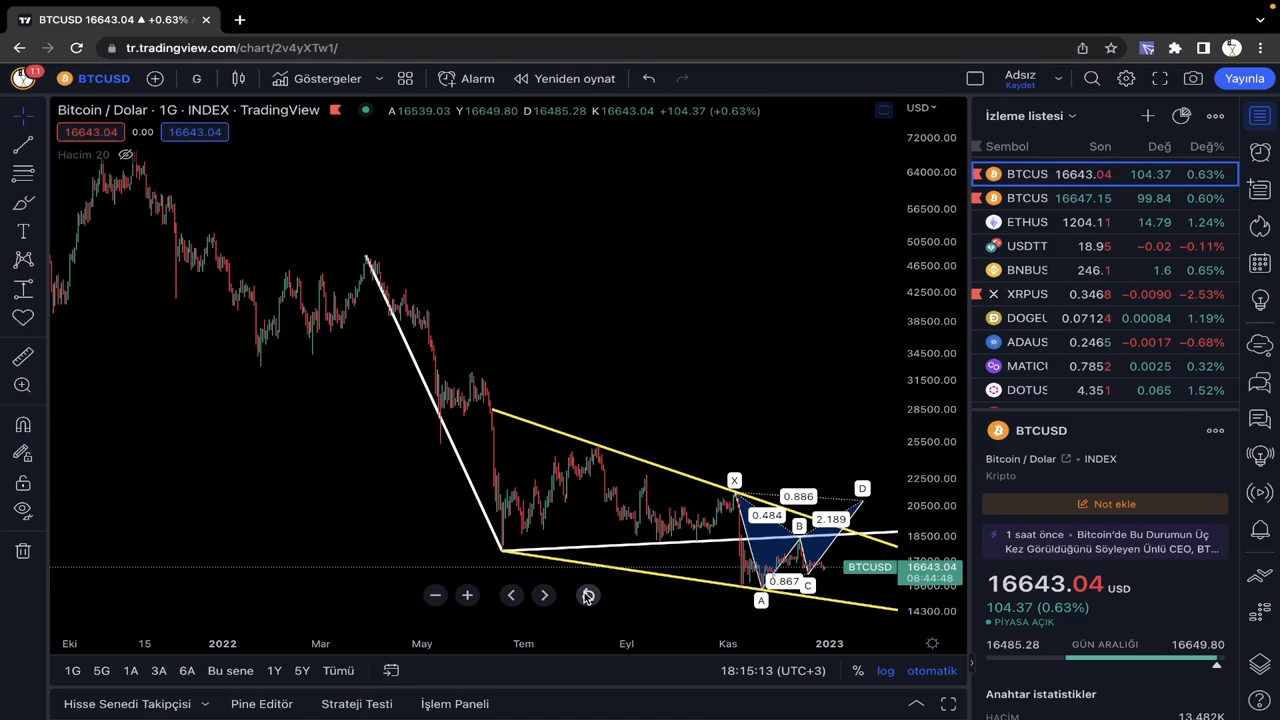 BTCUSD 16643.04 ▲ +0.63% /
tr.tradingview.com/chart/2v4yXTw1/
11
BTCUSD
G
Göstergeler
Alarm
Yeniden oynat
Adsız
Kaydet
Yayınla
Bitcoin / Dolar · 1G · INDEX · TradingView
A16539.03 Y16649.80 D16485.28 K16643.04 +104.37 (+0.63%)
USD
16643.04 0.00 16643.04
Hacim 20
72000.00
64000.00
56500.00
50500.00
46500.00
42500.00
38500.00
34500.00
31500.00
28500.00
25500.00
22500.00
20500.00
18500.00
BTCUSD 16643.04
08:44:48
14300.00
X
0.886
D
0.484
2.189
B
0.867
C
A
Eki 15 2022 Mar May Tem Eyl Kas 2023
1G 5G 1A 3A 6A Bu sene 1Y 5Y Tümü
18:15:13 (UTC+3) % log otomatik
Hisse Senedi Takipçisi Pine Editör Strateji Testi İşlem Paneli
İzleme listesi
Sembol Son Değ Değ%
BTCUS 16643.04 104.37 0.63%
BTCUS 16647.15 99.84 0.60%
ETHUS 1204.11 14.79 1.24%
USDTT 18.95 −0.02 −0.11%
BNBUS 246.1 1.6 0.65%
XRPUS 0.3468 −0.0090 −2.53%
DOGEU 0.07124 0.00084 1.19%
ADAUS 0.2465 −0.0017 −0.68%
MATICU 0.7852 0.0025 0.32%
DOTUS 4.351 0.065 1.52%
BTCUSD
Bitcoin / Dolar • INDEX
Kripto
Not ekle
1 saat önce • Bitcoin’de Bu Durumun Üç
Kez Görüldüğünü Söyleyen Ünlü CEO, BT...
16643.04 USD
104.37 (0.63%)
PİYASA AÇIK
16485.28 GÜN ARALIĞI 16649.80
Anahtar istatistikler
13.482K